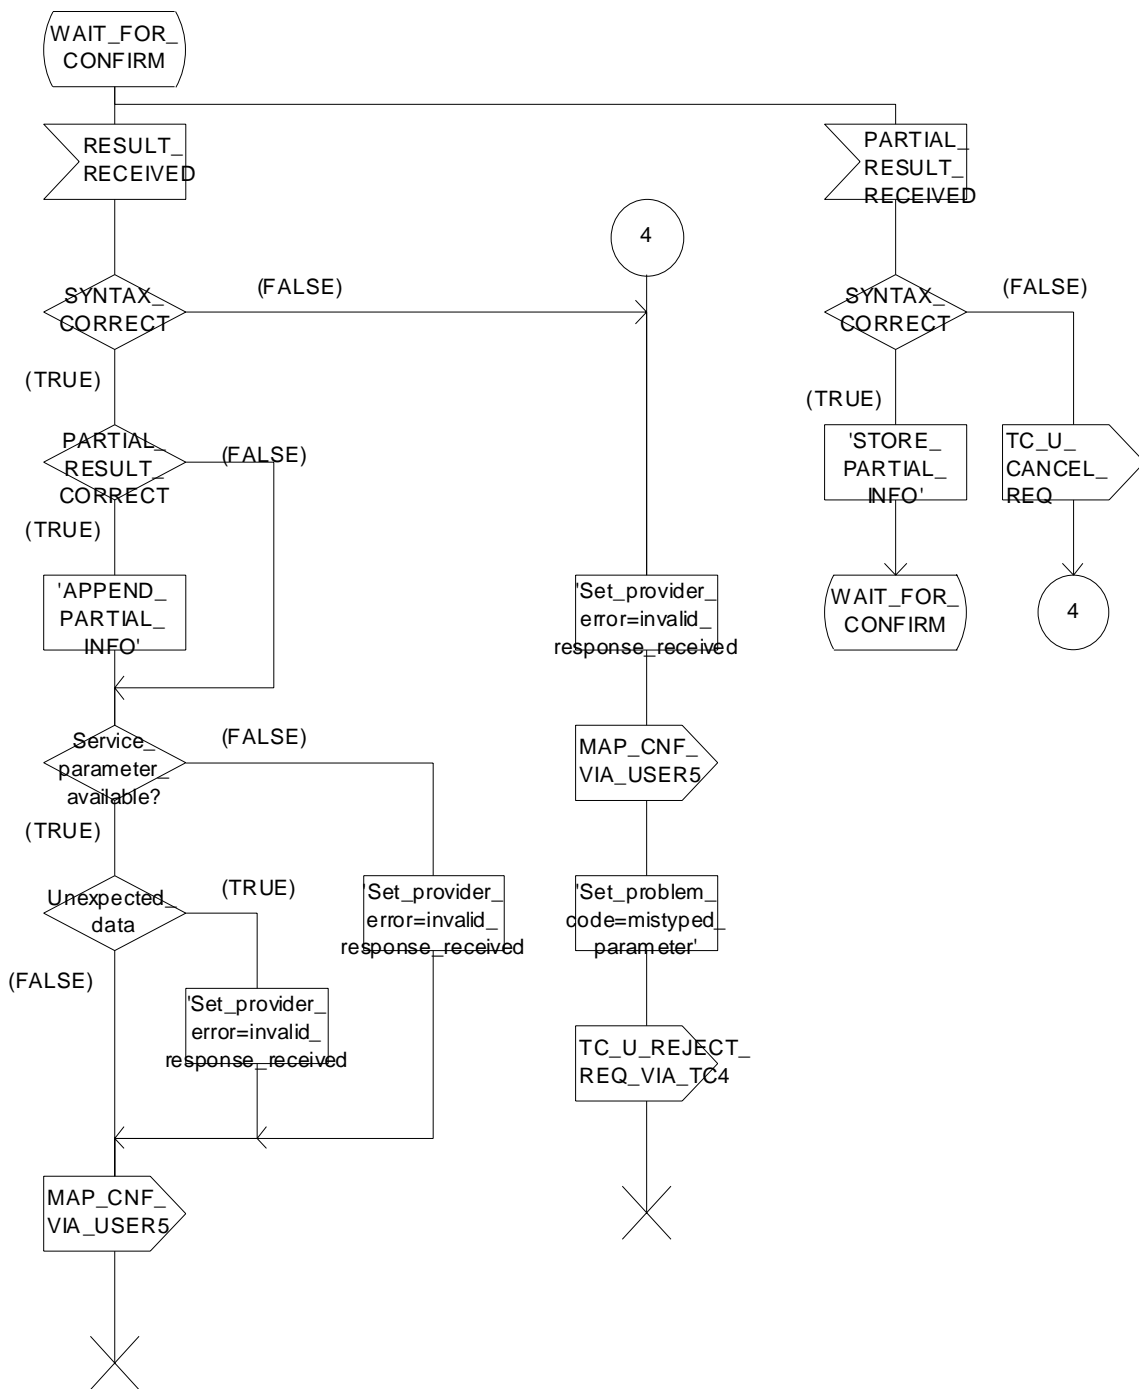 WAIT_FOR_
CONFIRM
RESULT_
RECEIVED
PARTIAL_
RESULT_
RECEIVED
4
SYNTAX_
CORRECT
(FALSE)
SYNTAX_
CORRECT
(FALSE)
(TRUE)
(TRUE)
PARTIAL_
RESULT_
CORRECT
(FALSE)
'STORE_
PARTIAL_
INFO'
TC_U_
CANCEL_
REQ
(TRUE)
'APPEND_
PARTIAL_
INFO'
'Set_provider_
error=invalid_
response_received
WAIT_FOR_
CONFIRM
4
Service_
parameter_
available?
(FALSE)
MAP_CNF_
VIA_USER5
(TRUE)
Unexpected_
data
(TRUE)
'Set_provider_
error=invalid_
response_received
'Set_problem_
code=mistyped_
parameter'
(FALSE)
'Set_provider_
error=invalid_
response_received
TC_U_REJECT_
REQ_VIA_TC4
MAP_CNF_
VIA_USER5